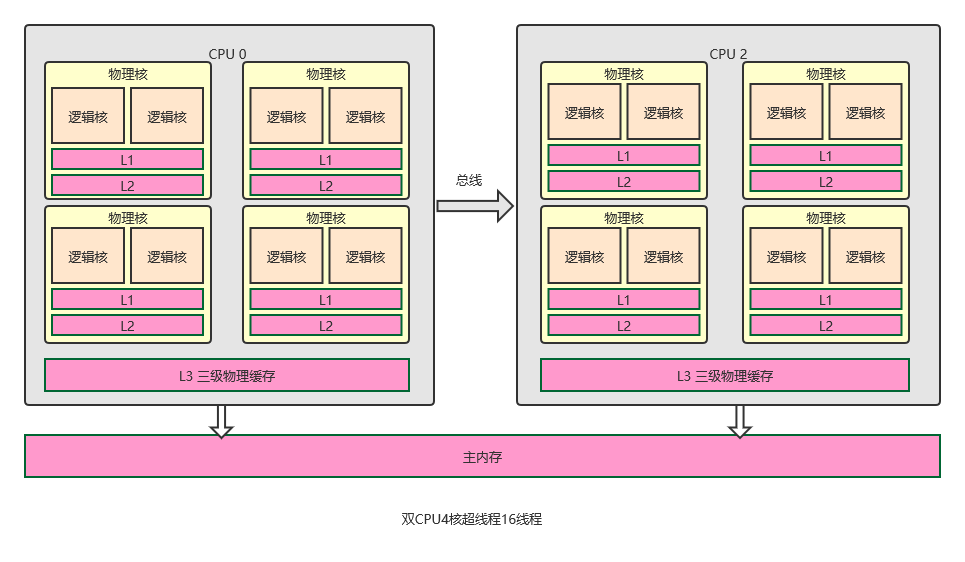 CPU 0
物理核
逻辑核
逻辑核
L1
L2
物理核
逻辑核
逻辑核
L1
L2
物理核
逻辑核
逻辑核
L1
L2
物理核
逻辑核
逻辑核
L1
L2
L3 三级物理缓存
总线
CPU 2
物理核
逻辑核
逻辑核
L1
L2
物理核
逻辑核
逻辑核
L1
L2
物理核
逻辑核
逻辑核
L1
L2
物理核
逻辑核
逻辑核
L1
L2
L3 三级物理缓存
主内存
双CPU4核超线程16线程